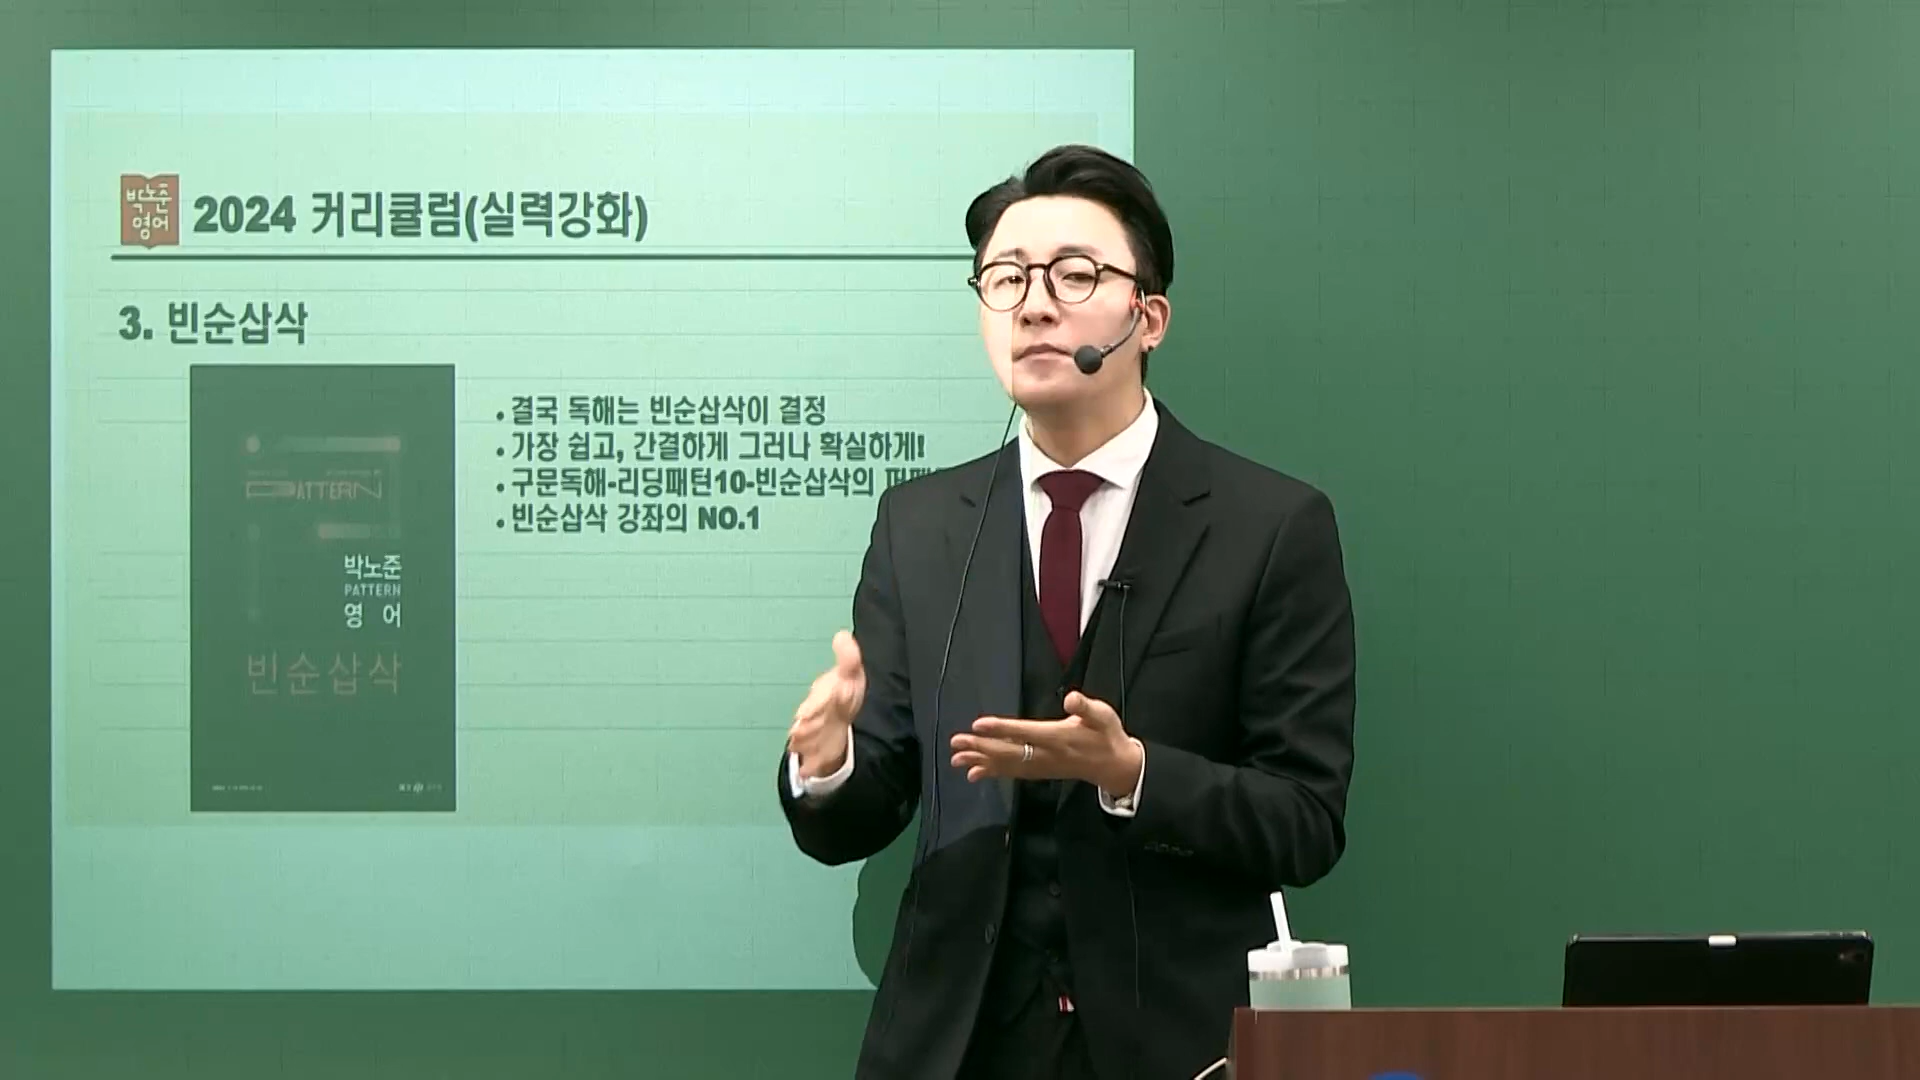 박노준
영어
2024 커리큘럼(실력강화)
3. 빈순삽삭
• 결국 독해는 빈순삽삭이 결정
• 가장 쉽고, 간결하게 그러나 확실하게!
• 구문독해-리딩패턴10-빈순삽삭의
• 빈순삽삭 강좌의 NO.1
PATTERN
박노준
PATTERN
영 어
빈순삽삭